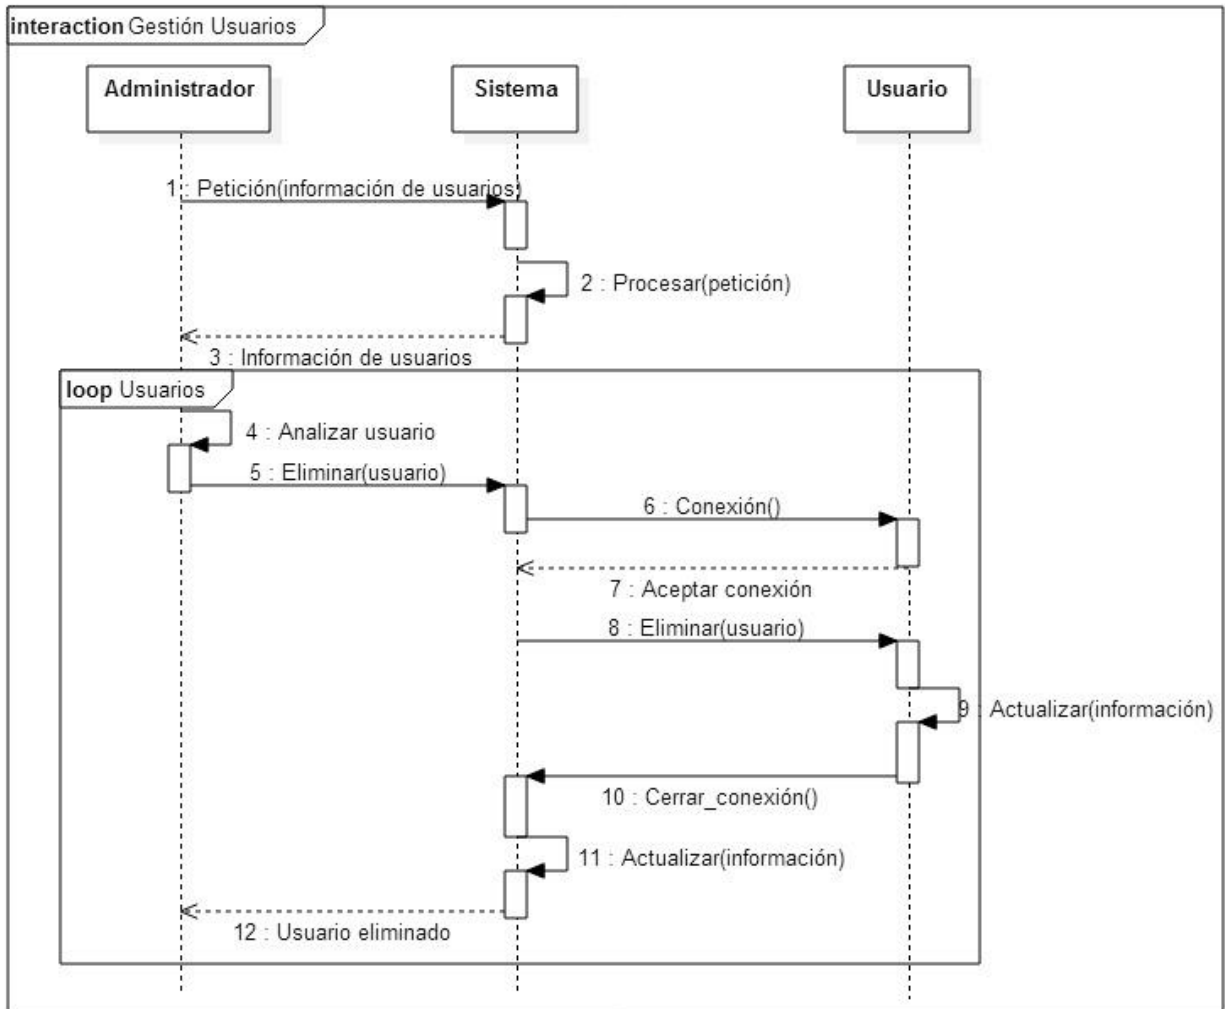 interaction Gestión Usuarios
Administrador
Sistema
Usuario
1 : Petición(información de usuarios)
2 : Procesar(petición)
3 : Información de usuarios
loop Usuarios
4 : Analizar usuario
5 : Eliminar(usuario)
6 : Conexión()
7 : Aceptar conexión
8 : Eliminar(usuario)
9 : Actualizar(información)
10 : Cerrar_conexión()
11 : Actualizar(información)
12 : Usuario eliminado